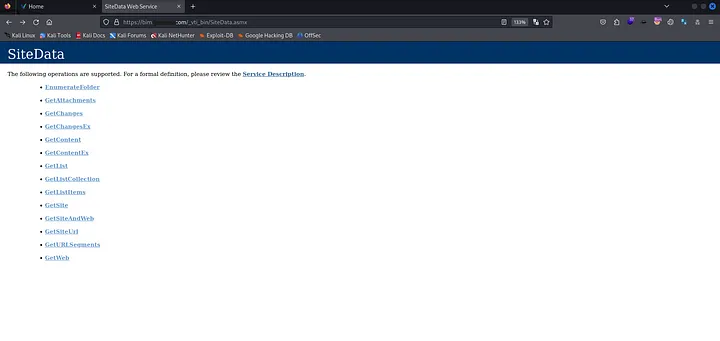 Home
SiteData Web Service
https://bim .com/_vti_bin/SiteData.asmx
133%
Kali Linux Kali Tools Kali Docs Kali Forums Kali NetHunter Exploit-DB Google Hacking DB OffSec
SiteData
The following operations are supported. For a formal definition, please review the Service Description.
EnumerateFolder
GetAttachments
GetChanges
GetChangesEx
GetContent
GetContentEx
GetList
GetListCollection
GetListItems
GetSite
GetSiteAndWeb
GetSiteUrl
GetURLSegments
GetWeb